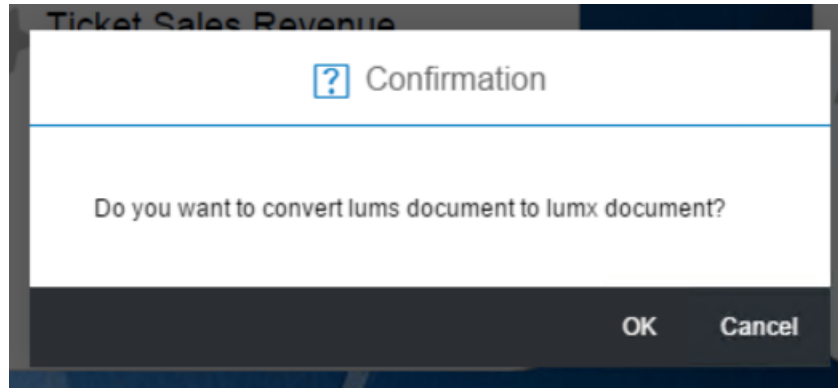 Ticket Sales Revenue
? Confirmation
Do you want to convert lums document to lumx document?
OK Cancel